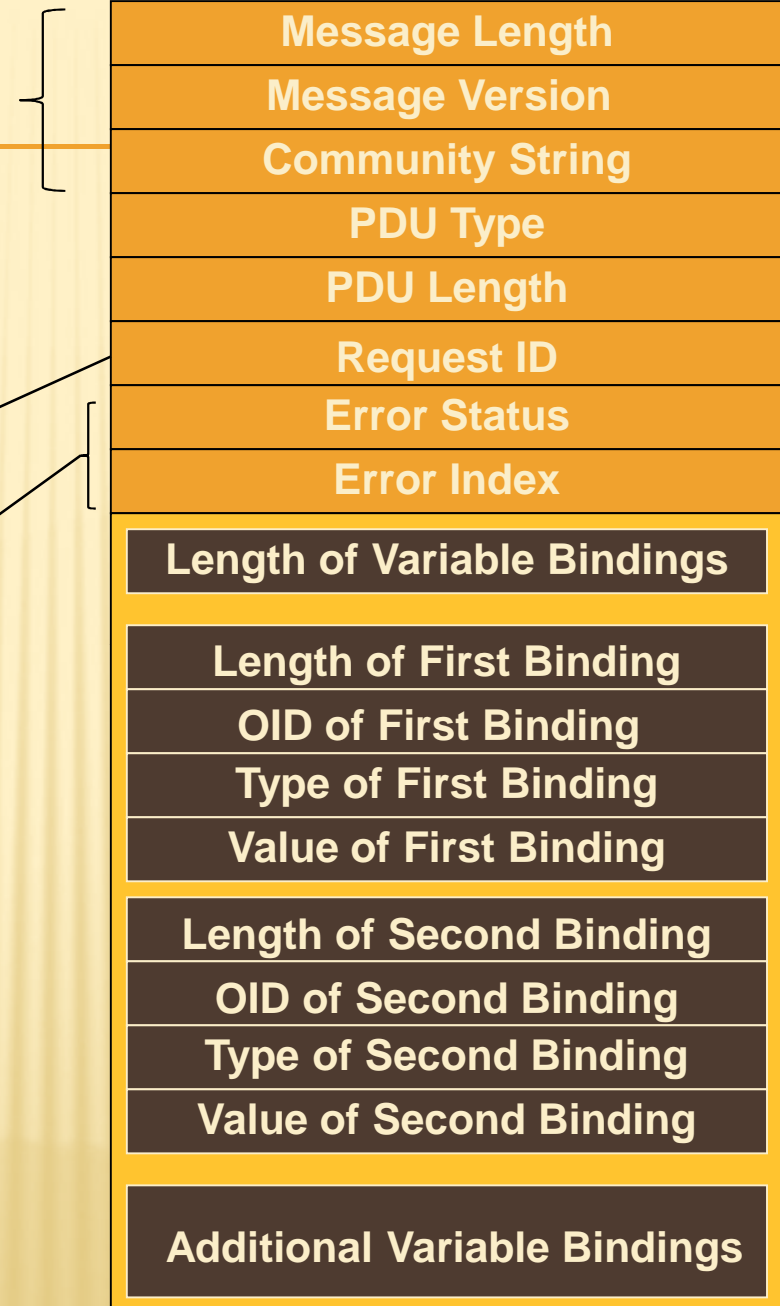 Message Length
Message Version
Community String
PDU Type
PDU Length
Request ID
Error Status
Error Index
Length of Variable Bindings
Length of First Binding
OID of First Binding
Type of First Binding
Value of First Binding
Length of Second Binding
OID of Second Binding
Type of Second Binding
Value of Second Binding
Additional Variable Bindings